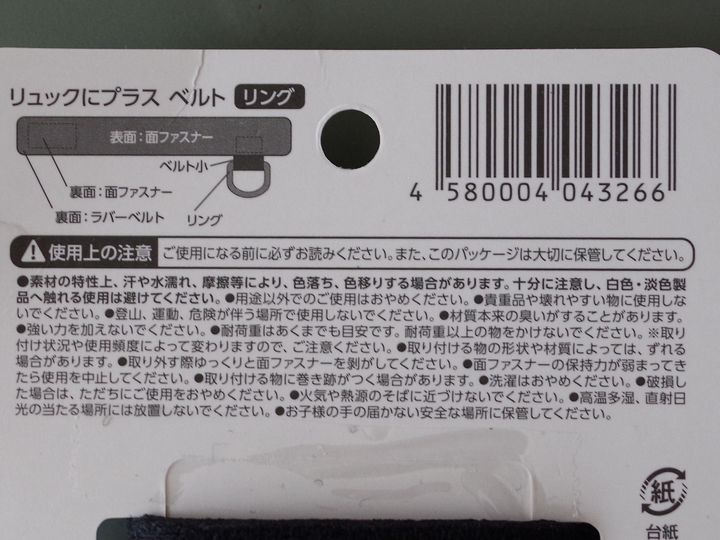 リュックにプラス ベルト リング
表面：面ファスナー
ベルト小
裏面：面ファスナー
裏面：ラバーベルト
リング
4 580004 043266
使用上の注意 ご使用になる前に必ずお読みください。また、このパッケージは大切に保管してください。
●素材の特性上、汗や水濡れ、摩擦等により、色落ち、色移りする場合があります。十分に注意し、白色・淡色製
品へ触れる使用は避けてください。●用途以外でのご使用はおやめください。●貴重品や壊れやすい物に使用しな
いでください。●登山、運動、危険が伴う場所で使用しないでください。●材質本来の臭いがすることがあります。
●強い力を加えないでください。●耐荷重はあくまでも目安です。耐荷重以上の物をかけないでください。※取り
付け状況や使用頻度によって変わりますので、ご注意ください。●取り付ける物の形状や材質によっては、ずれる
場合があります。●取り外す際ゆっくりと面ファスナーを剥がしてください。●面ファスナーの保持力が弱まってき
たら使用を中止してください。●取り付ける物に巻き跡がつく場合があります。●洗濯はおやめください。●破損し
た場合は、ただちにご使用をおやめください。●火気や熱源のそばに近づけないでください。●高温多湿、直射日
光の当たる場所には放置しないでください。●お子様の手の届かない安全な場所に保管してください。
紙
台紙